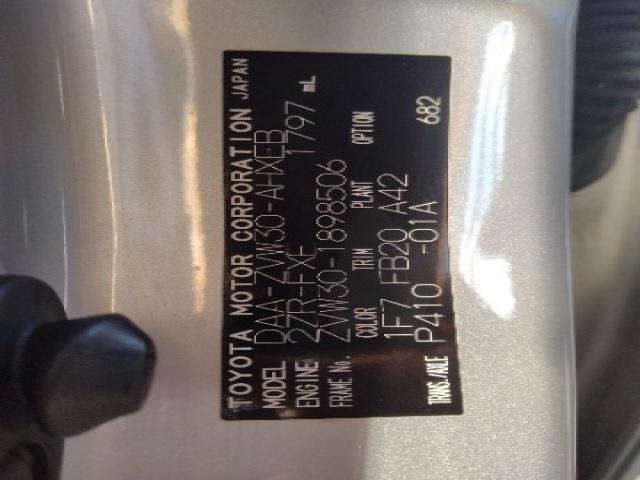 TOYOTA MOTOR CORPORATION JAPAN
MODEL DAA-ZVW30-AHXEB
ENGINE 2ZR-FXE 1797 mL
FRAME No. ZVW30-1898506
COLOR TRIM PLANT OPTION
1F7 FB20 A42
TRANS./AXLE P410 -01A 682